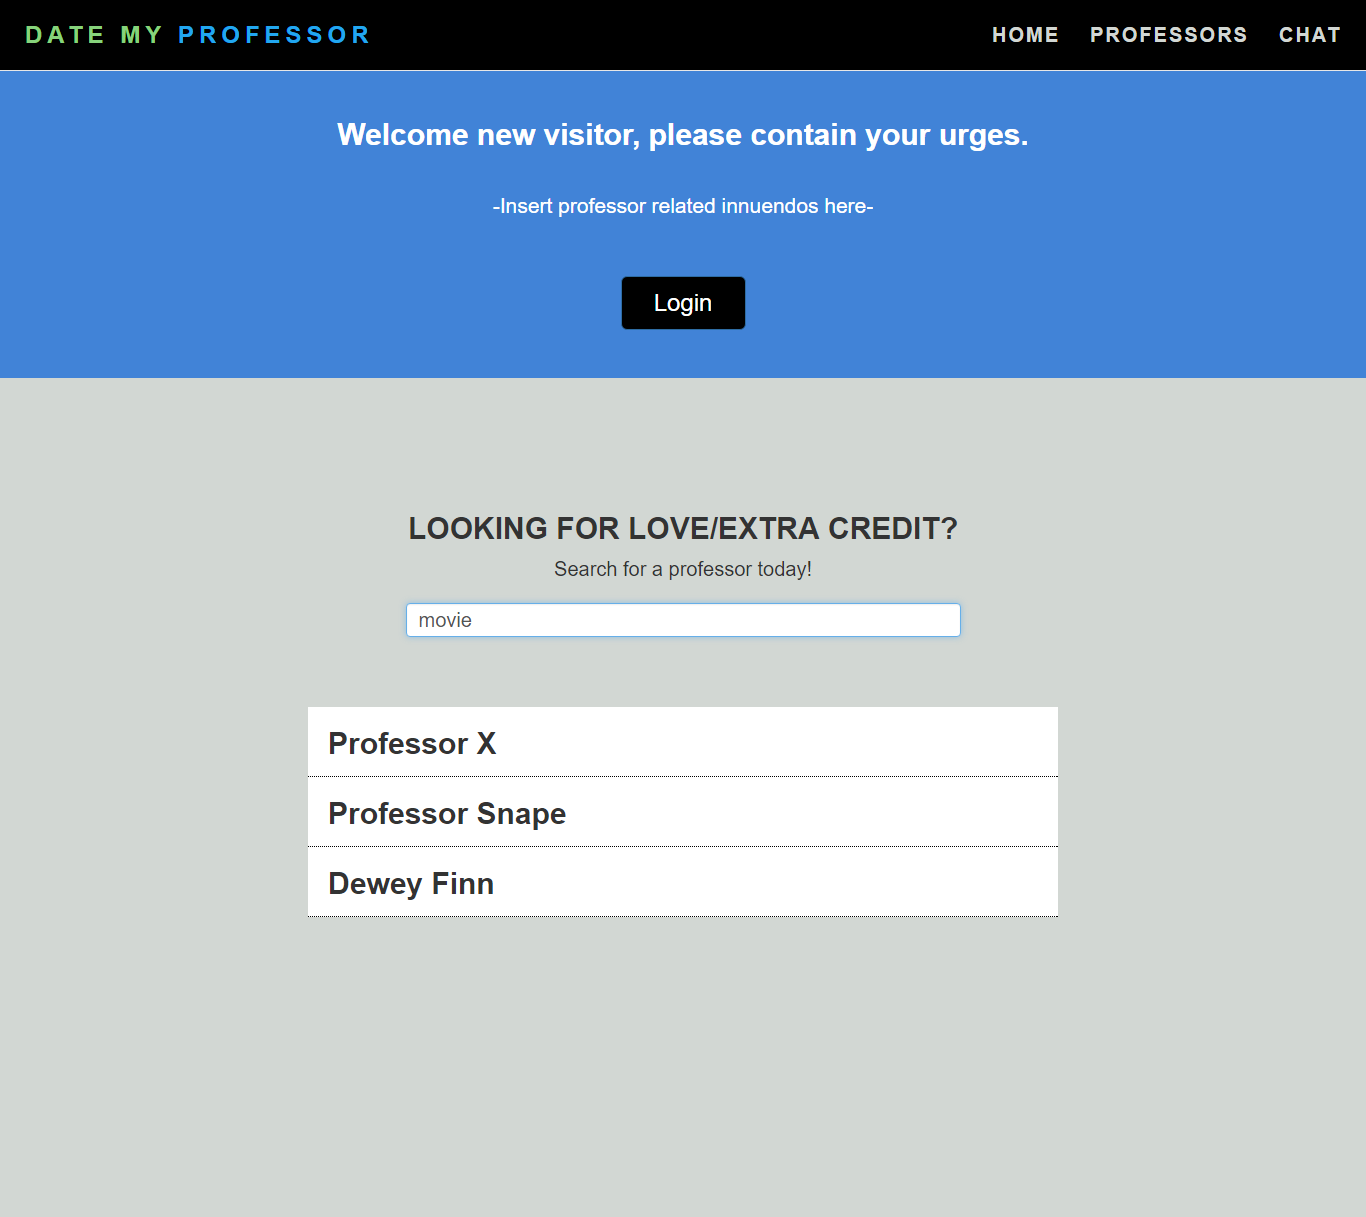 DATE MY PROFESSOR
HOME PROFESSORS CHAT
Welcome new visitor, please contain your urges.
-Insert professor related innuendos here-
Login
LOOKING FOR LOVE/EXTRA CREDIT?
Search for a professor today!
movie
Professor X
Professor Snape
Dewey Finn